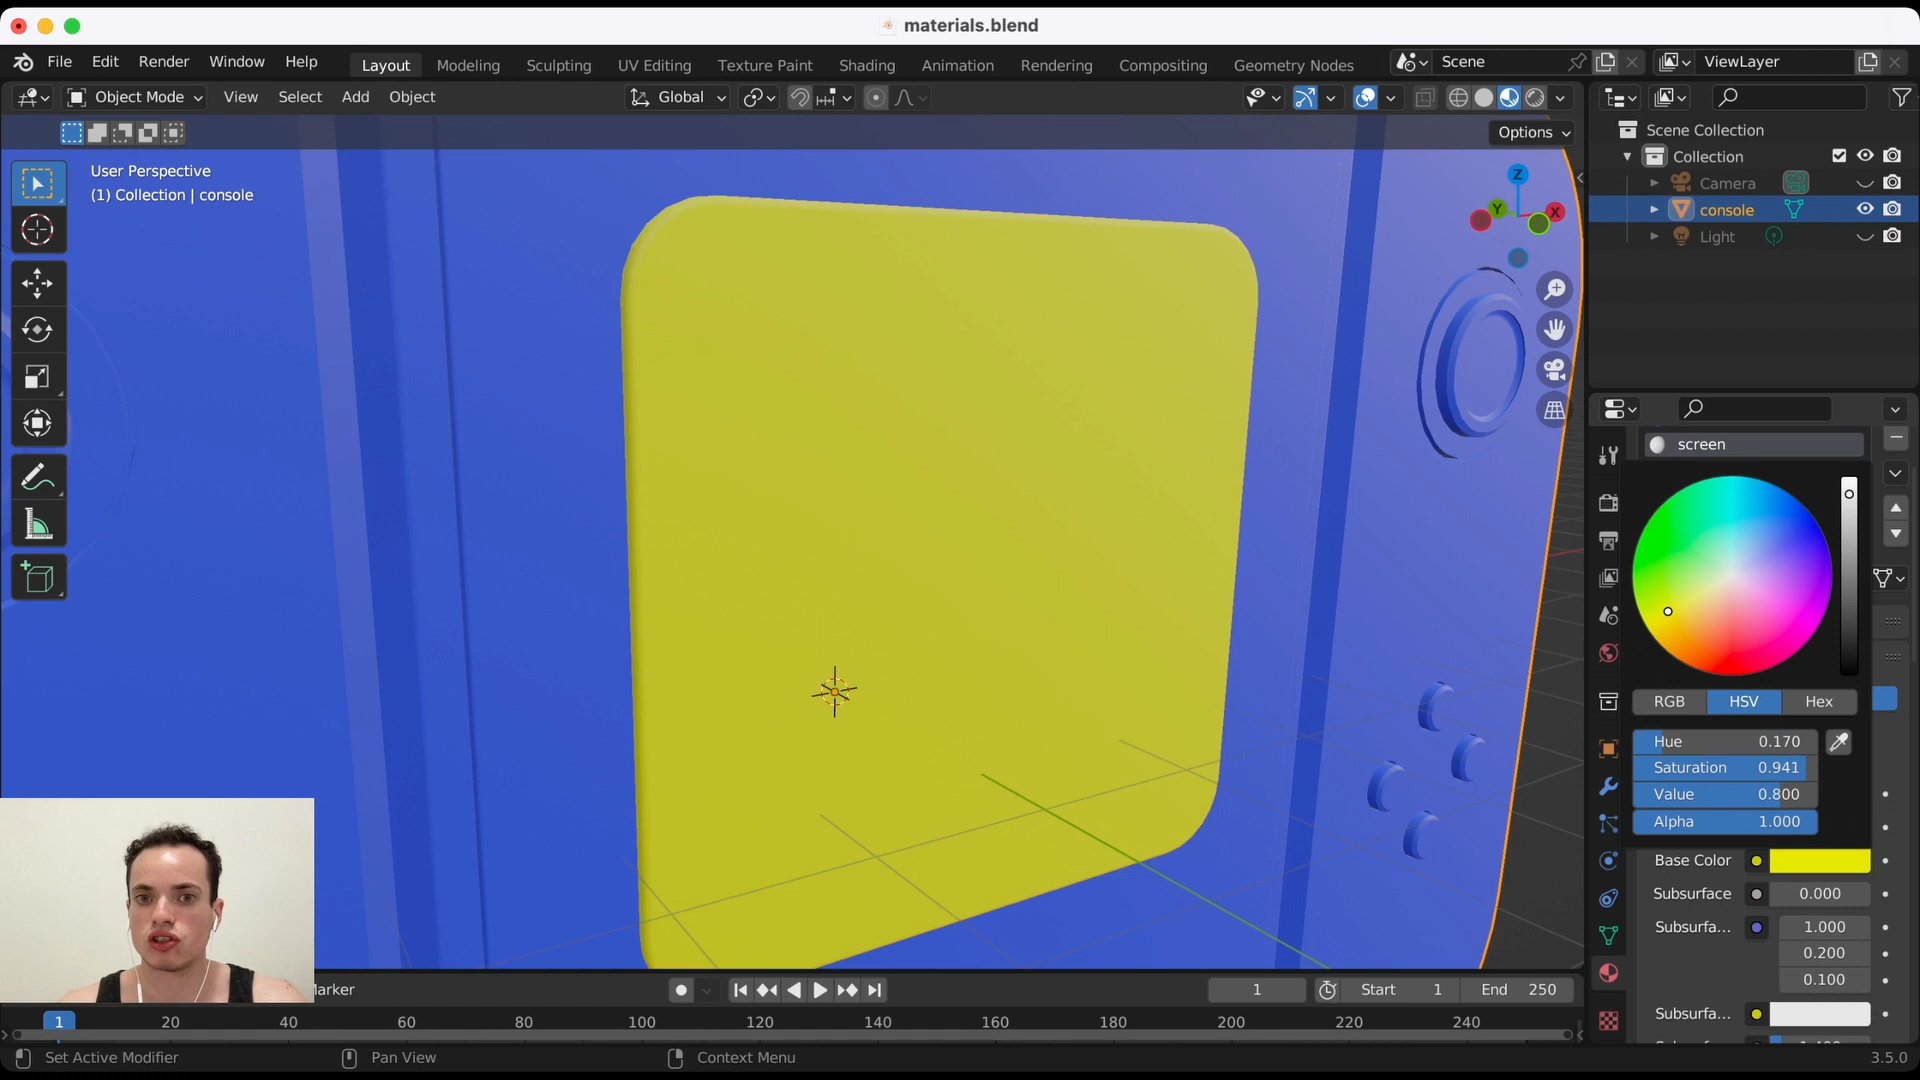 materials.blend
File Edit Render Window Help
Layout Modeling Sculpting UV Editing Texture Paint Shading Animation Rendering Compositing Geometry Nodes
Scene
ViewLayer
Object Mode View Select Add Object
Global
Options
User Perspective
(1) Collection | console
Z
Y
X
Scene Collection
Collection
Camera
console
Light
screen
RGB HSV Hex
Hue 0.170
Saturation 0.941
Value 0.800
Alpha 1.000
Base Color
Subsurface 0.000
Subsurfa... 1.000
0.200
0.100
Subsurfa...
Marker
1
Start 1
End 250
1 20 40 60 80 100 120 140 160 180 200 220 240
Set Active Modifier
Pan View
Context Menu
3.5.0